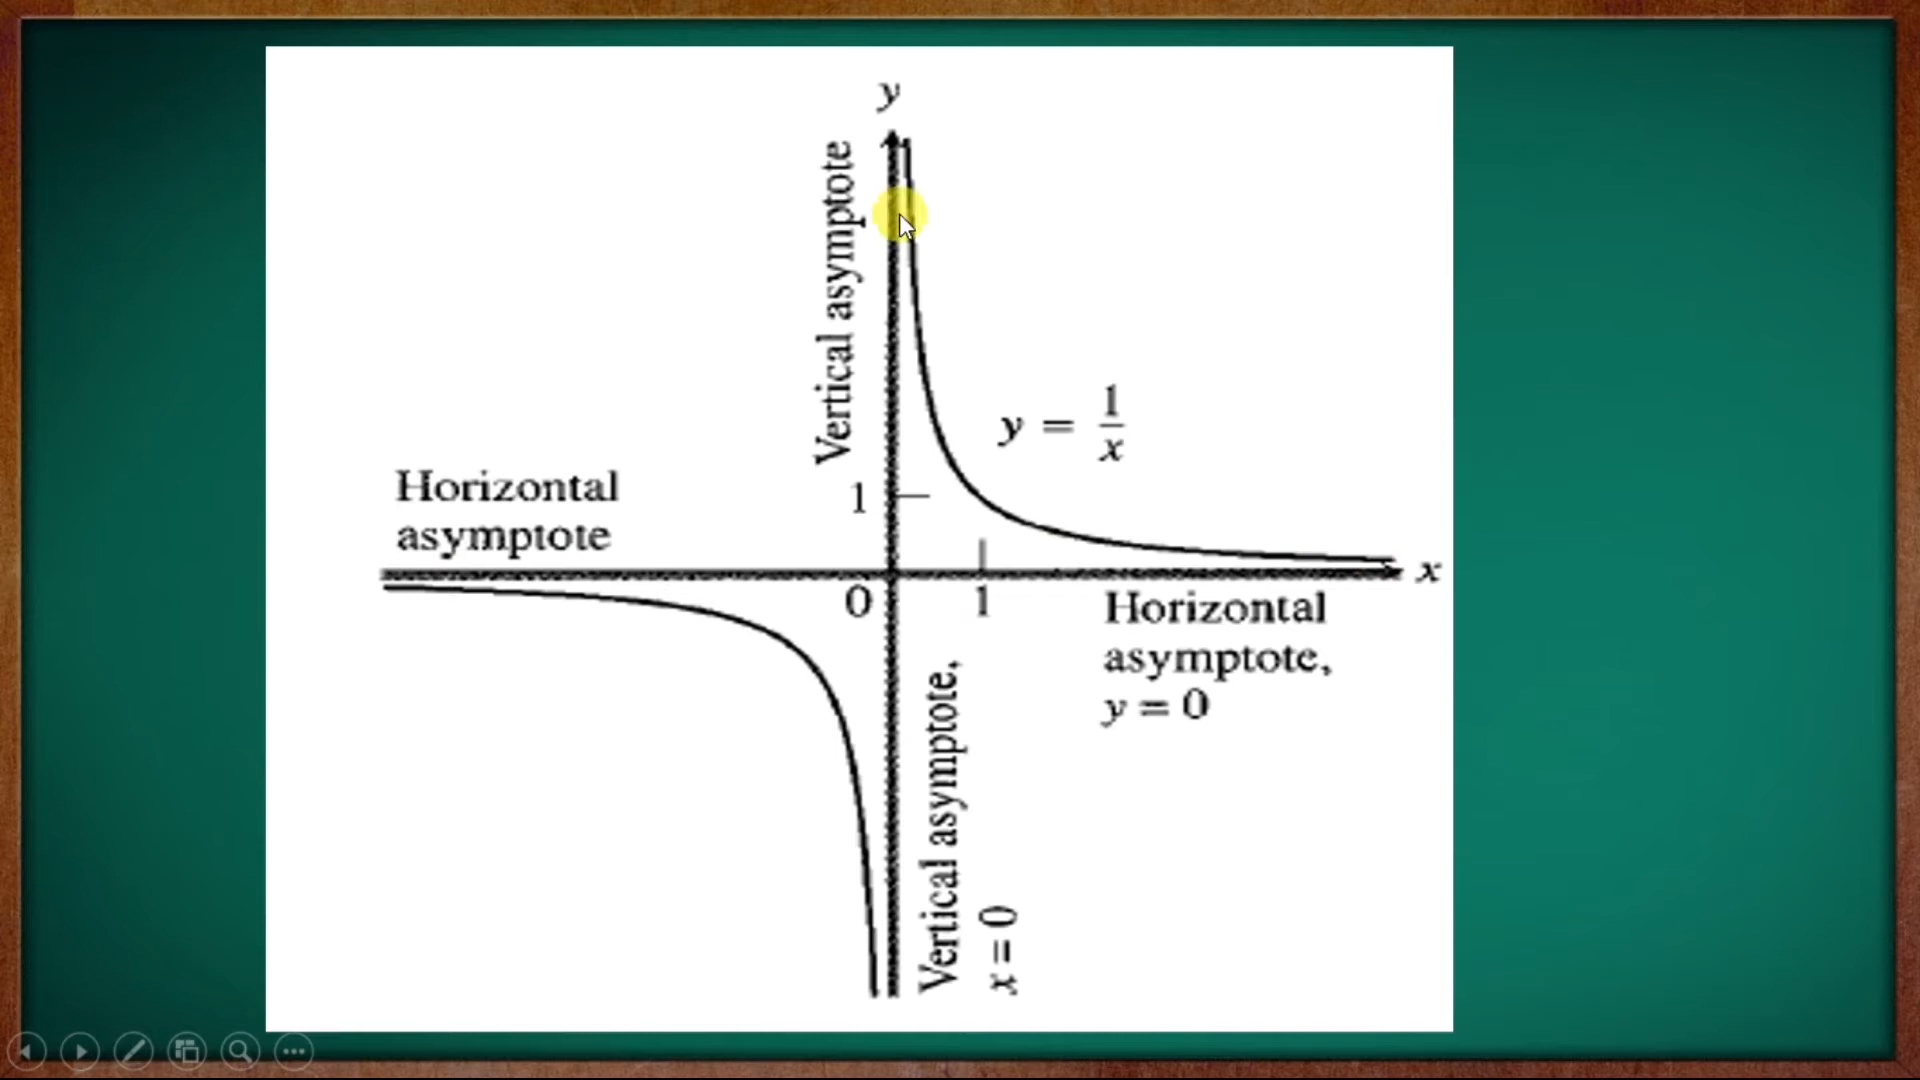 y
Vertical asymptote
y = 1/x
Horizontal
asymptote
1
x
0
1
Horizontal
asymptote,
y = 0
Vertical asymptote,
x = 0